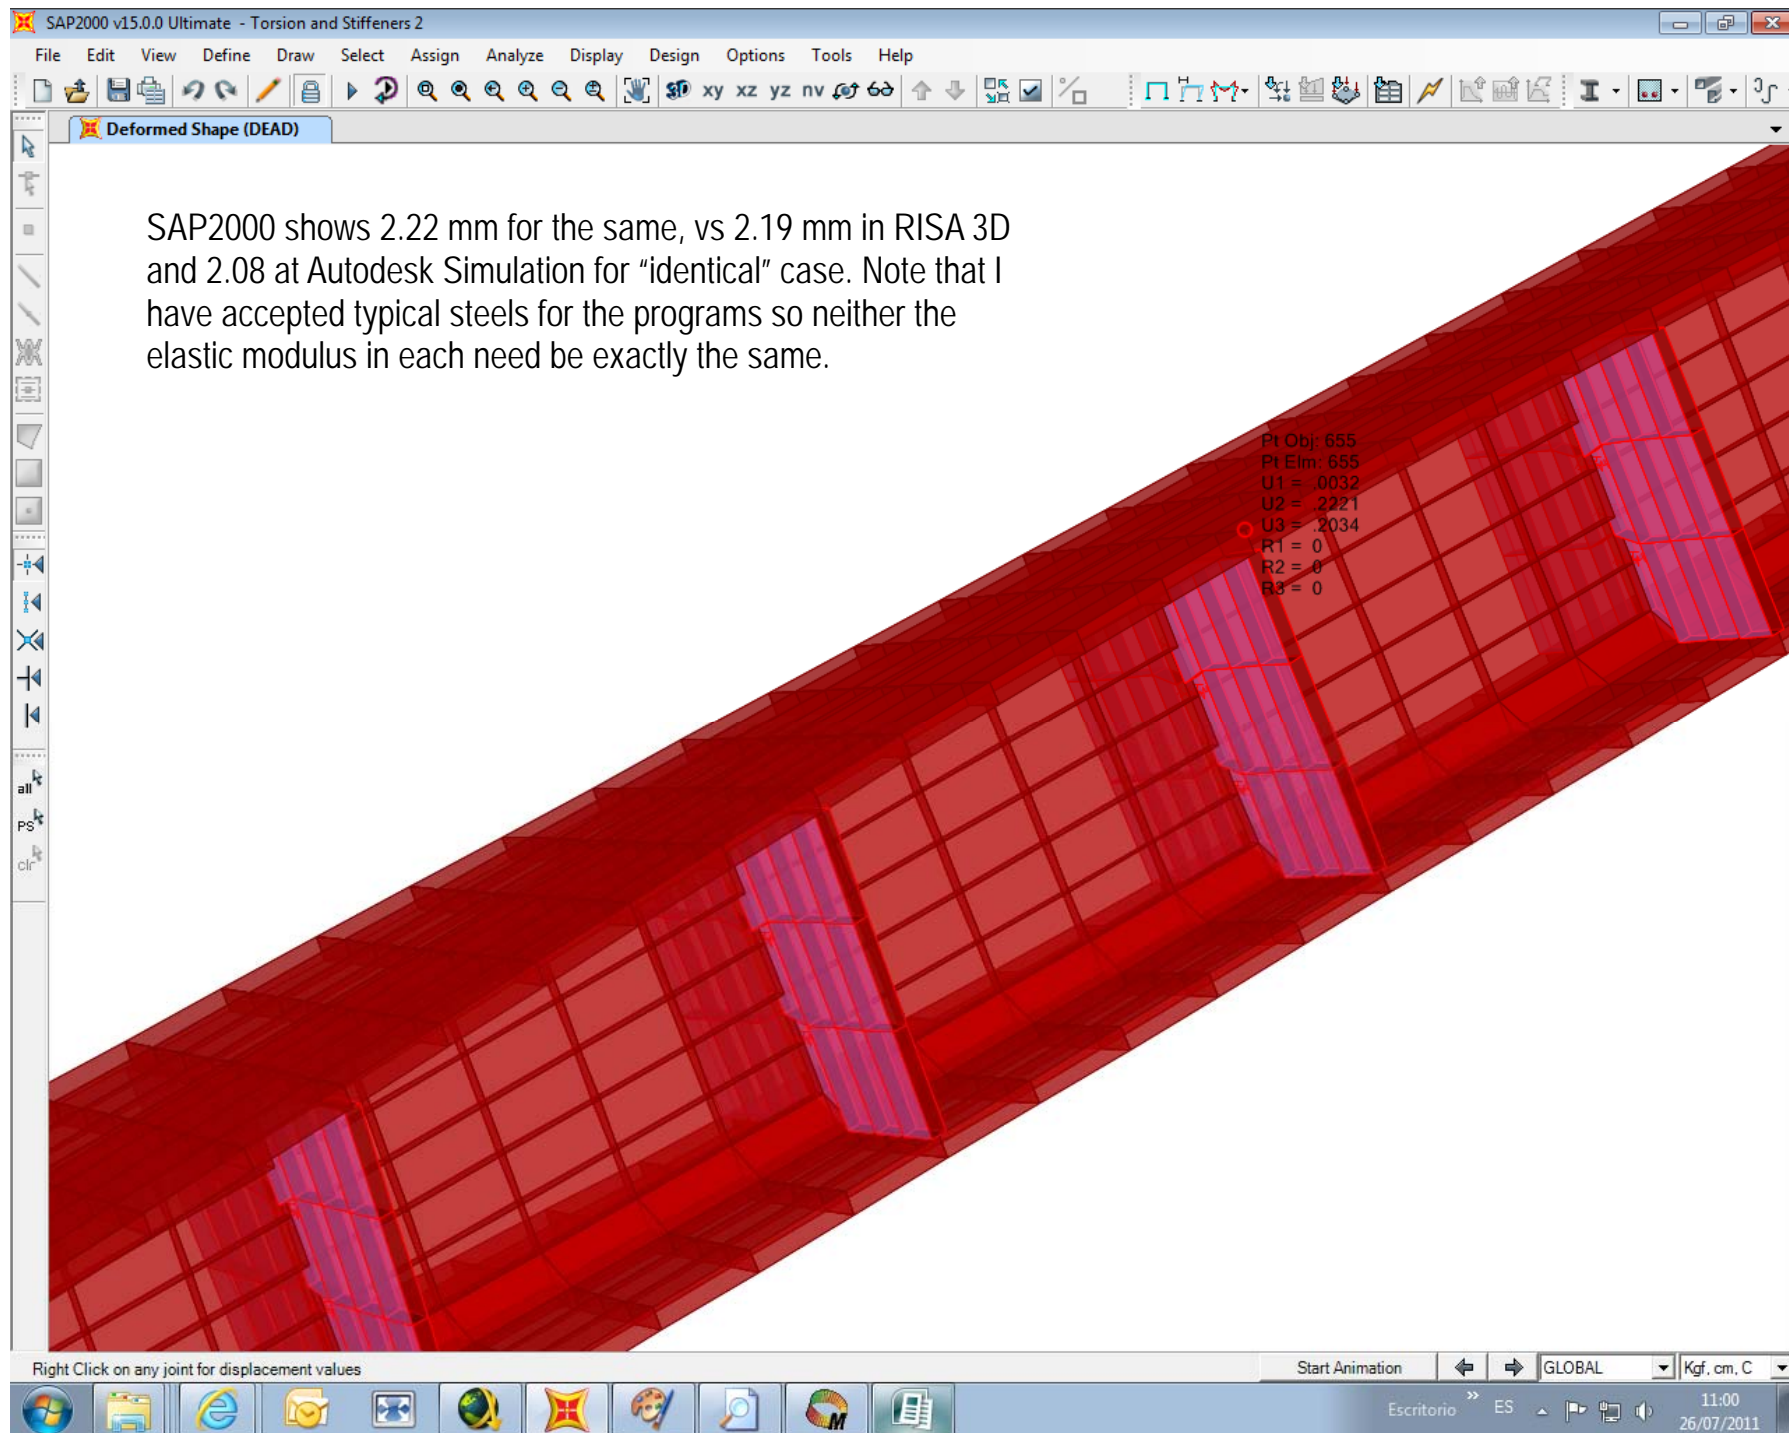 SAP2000 v15.0.0 Ultimate - Torsion and Stiffeners 2
File Edit View Define Draw Select Assign Analyze Display Design Options Tools Help
3D xy xz yz nv
Deformed Shape (DEAD)
SAP2000 shows 2.22 mm for the same, vs 2.19 mm in RISA 3D
and 2.08 at Autodesk Simulation for “identical” case. Note that I
have accepted typical steels for the programs so neither the
elastic modulus in each need be exactly the same.
Pt Obj: 655
Pt Elm: 655
U1 = .0032
U2 = .2221
U3 = .2034
R1 = 0
R2 = 0
R3 = 0
all
PS
clr
Right Click on any joint for displacement values
Start Animation
GLOBAL
Kgf, cm, C
Escritorio
ES
11:00
26/07/2011